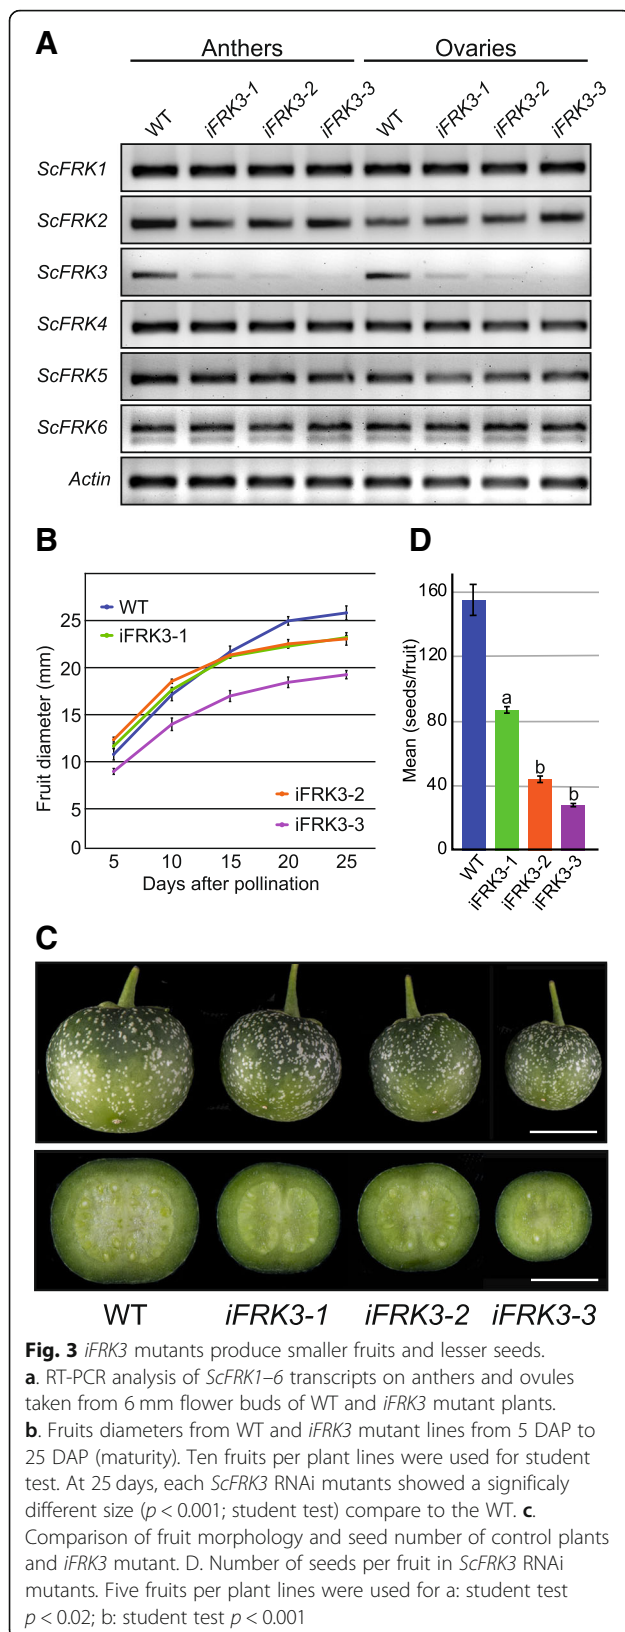 A
Anthers Ovaries
WT iFRK3-1 iFRK3-2 iFRK3-3 WT iFRK3-1 iFRK3-2 iFRK3-3
ScFRK1
ScFRK2
ScFRK3
ScFRK4
ScFRK5
ScFRK6
Actin
B
Fruit diameter (mm)
25
20
15
10
5
0
WT
iFRK3-1
iFRK3-2
iFRK3-3
5 10 15 20 25
Days after pollination
D
Mean (seeds/fruit)
160
120
80
40
0
a
b
b
WT iFRK3-1 iFRK3-2 iFRK3-3
C
WT iFRK3-1 iFRK3-2 iFRK3-3
Fig. 3 iFRK3 mutants produce smaller fruits and lesser seeds.
a. RT-PCR analysis of ScFRK1–6 transcripts on anthers and ovules
taken from 6 mm flower buds of WT and iFRK3 mutant plants.
b. Fruits diameters from WT and iFRK3 mutant lines from 5 DAP to
25 DAP (maturity). Ten fruits per plant lines were used for student
test. At 25 days, each ScFRK3 RNAi mutants showed a significaly
different size (p < 0.001; student test) compare to the WT. c.
Comparison of fruit morphology and seed number of control plants
and iFRK3 mutant. D. Number of seeds per fruit in ScFRK3 RNAi
mutants. Five fruits per plant lines were used for a: student test
p < 0.02; b: student test p < 0.001